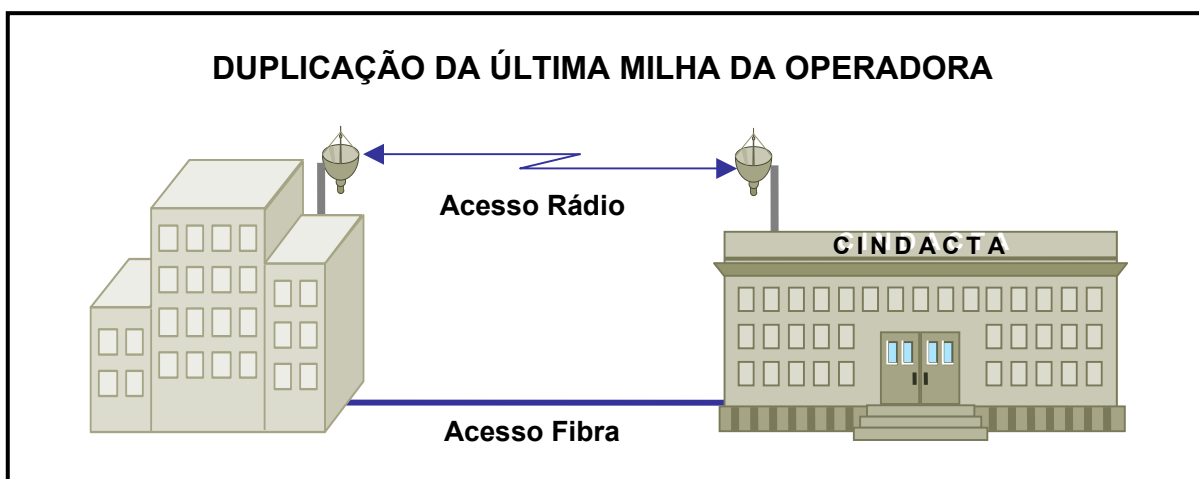 DUPLICAÇÃO DA ÚLTIMA MILHA DA OPERADORA
Acesso Rádio
CINDACTA
Acesso Fibra